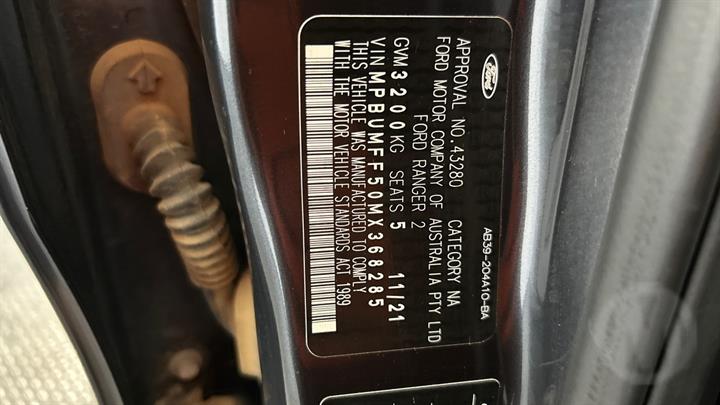 Ford
AB39-204A10-BA
APPROVAL NO. 43280 CATEGORY NA
FORD MOTOR COMPANY OF AUSTRALIA PTY LTD
FORD RANGER 2
GVM 3200KG SEATS 5 11/21
VIN MPBUMFF50MX368285
THIS VEHICLE WAS MANUFACTURED TO COMPLY
WITH THE MOTOR VEHICLE STANDARDS ACT 1989